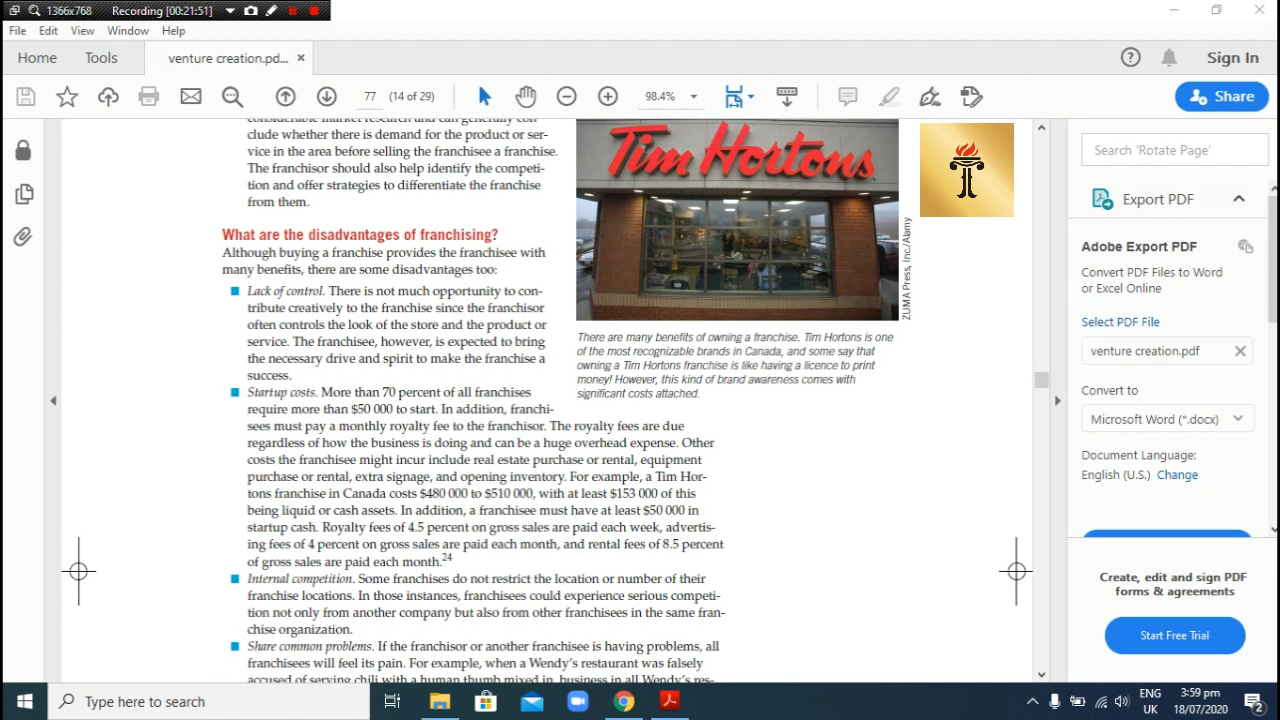 1366x768 Recording [00:21:51]
File Edit View Window Help
Home Tools venture creation.pd... ×
Sign In
77 (14 of 29) 98.4% Share
considerable market research and can generally con-
clude whether there is demand for the product or ser-
vice in the area before selling the franchisee a franchise.
The franchisor should also help identify the competi-
tion and offer strategies to differentiate the franchise
from them.
What are the disadvantages of franchising?
Although buying a franchise provides the franchisee with
many benefits, there are some disadvantages too:
Lack of control. There is not much opportunity to con-
tribute creatively to the franchise since the franchisor
often controls the look of the store and the product or
service. The franchisee, however, is expected to bring
the necessary drive and spirit to make the franchise a
success.
Startup costs. More than 70 percent of all franchises
require more than $50 000 to start. In addition, franchi-
sees must pay a monthly royalty fee to the franchisor. The royalty fees are due
regardless of how the business is doing and can be a huge overhead expense. Other
costs the franchisee might incur include real estate purchase or rental, equipment
purchase or rental, extra signage, and opening inventory. For example, a Tim Hor-
tons franchise in Canada costs $480 000 to $510 000, with at least $153 000 of this
being liquid or cash assets. In addition, a franchisee must have at least $50 000 in
startup cash. Royalty fees of 4.5 percent on gross sales are paid each week, advertis-
ing fees of 4 percent on gross sales are paid each month, and rental fees of 8.5 percent
of gross sales are paid each month.24
Internal competition. Some franchises do not restrict the location or number of their
franchise locations. In those instances, franchisees could experience serious competi-
tion not only from another company but also from other franchisees in the same fran-
chise organization.
Share common problems. If the franchisor or another franchisee is having problems, all
franchisees will feel its pain. For example, when a Wendy's restaurant was falsely
accused of serving chili with a human thumb mixed in, business in all Wendy's res-
Tim Hortons
ZUMA Press, Inc./Alamy
There are many benefits of owning a franchise. Tim Hortons is one
of the most recognizable brands in Canada, and some say that
owning a Tim Hortons franchise is like having a licence to print
money! However, this kind of brand awareness comes with
significant costs attached.
Search 'Rotate Page'
Export PDF
Adobe Export PDF
Convert PDF Files to Word
or Excel Online
Select PDF File
venture creation.pdf
Convert to
Microsoft Word (*.docx)
Document Language:
English (U.S.) Change
Create, edit and sign PDF
forms & agreements
Start Free Trial
Type here to search
ENG
UK
3:59 pm
18/07/2020
2